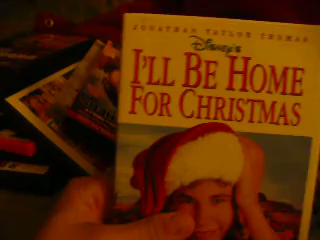 JONATHAN TAYLOR THOMAS
Disney's
I'LL BE HOME
FOR CHRISTMAS